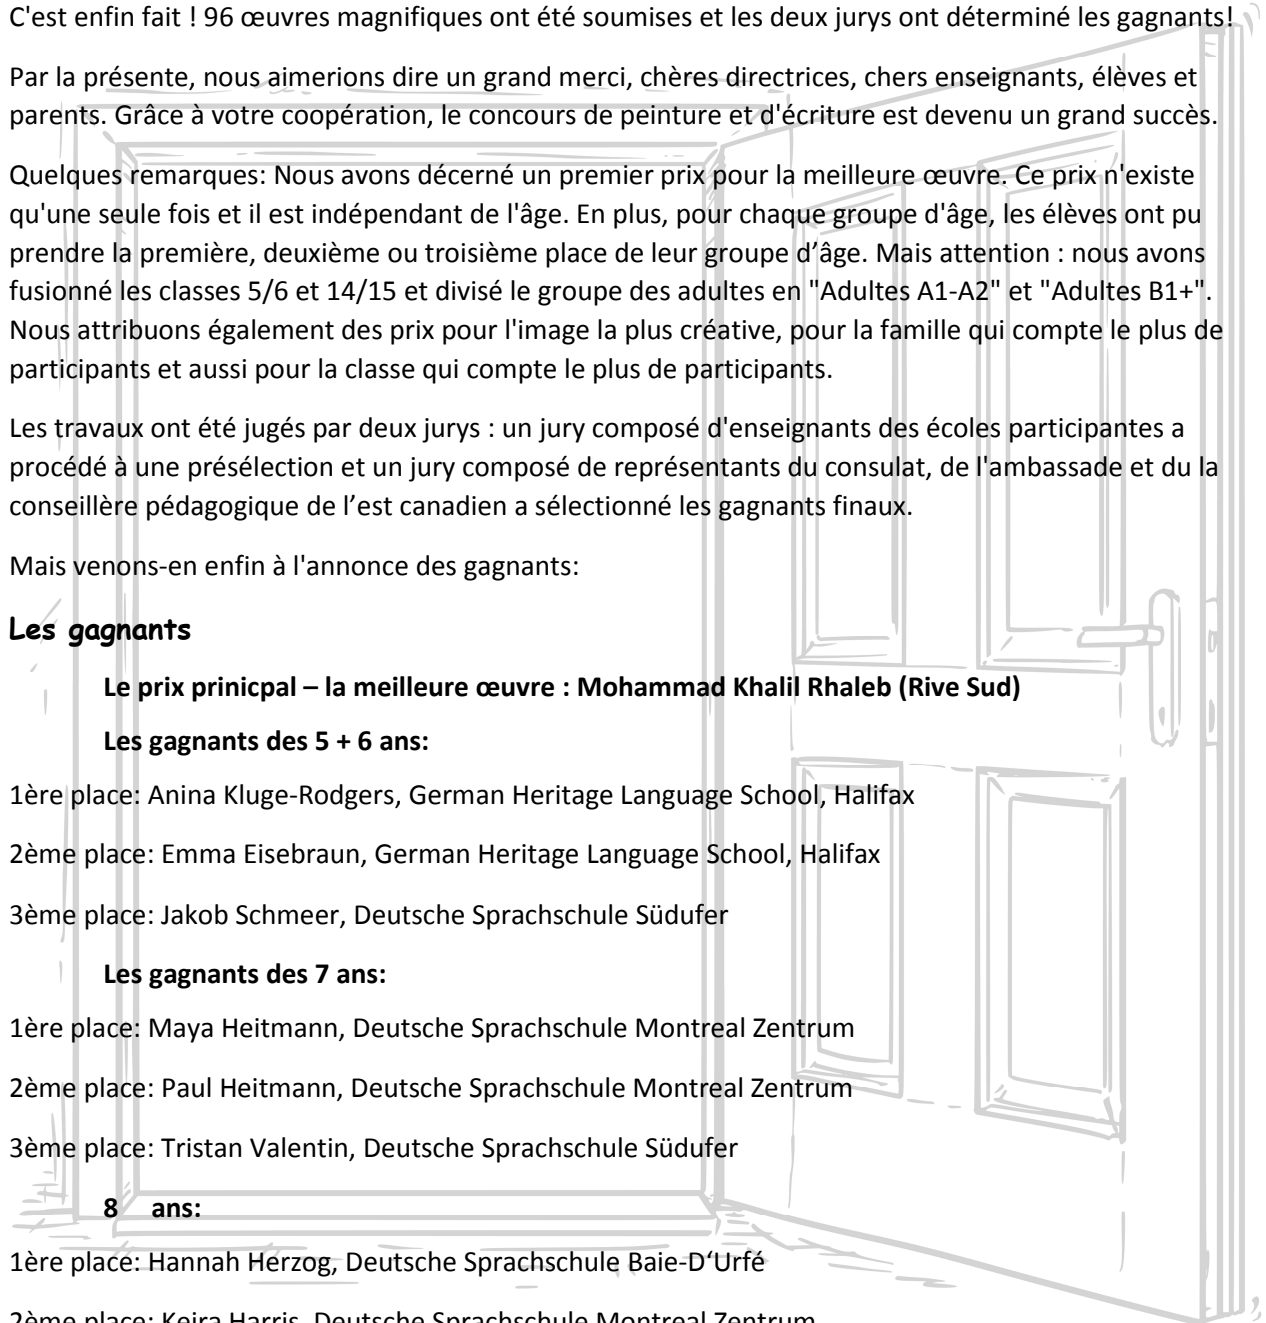 C'est enfin fait ! 96 œuvres magnifiques ont été soumises et les deux jurys ont déterminé les gagnants!
Par la présente, nous aimerions dire un grand merci, chères directrices, chers enseignants, élèves et
parents. Grâce à votre coopération, le concours de peinture et d'écriture est devenu un grand succès.
Quelques remarques: Nous avons décerné un premier prix pour la meilleure œuvre. Ce prix n'existe
qu'une seule fois et il est indépendant de l'âge. En plus, pour chaque groupe d'âge, les élèves ont pu
prendre la première, deuxième ou troisième place de leur groupe d’âge. Mais attention : nous avons
fusionné les classes 5/6 et 14/15 et divisé le groupe des adultes en "Adultes A1-A2" et "Adultes B1+".
Nous attribuons également des prix pour l'image la plus créative, pour la famille qui compte le plus de
participants et aussi pour la classe qui compte le plus de participants.
Les travaux ont été jugés par deux jurys : un jury composé d'enseignants des écoles participantes a
procédé à une présélection et un jury composé de représentants du consulat, de l'ambassade et du la
conseillère pédagogique de l’est canadien a sélectionné les gagnants finaux.
Mais venons-en enfin à l'annonce des gagnants:
Les gagnants
Le prix prinicpal – la meilleure œuvre : Mohammad Khalil Rhaleb (Rive Sud)
Les gagnants des 5 + 6 ans:
1ère place: Anina Kluge-Rodgers, German Heritage Language School, Halifax
2ème place: Emma Eisebraun, German Heritage Language School, Halifax
3ème place: Jakob Schmeer, Deutsche Sprachschule Südufer
Les gagnants des 7 ans:
1ère place: Maya Heitmann, Deutsche Sprachschule Montreal Zentrum
2ème place: Paul Heitmann, Deutsche Sprachschule Montreal Zentrum
3ème place: Tristan Valentin, Deutsche Sprachschule Südufer
8 ans:
1ère place: Hannah Herzog, Deutsche Sprachschule Baie-D‘Urfé
2ème place: Keira Harris, Deutsche Sprachschule Montreal Zentrum